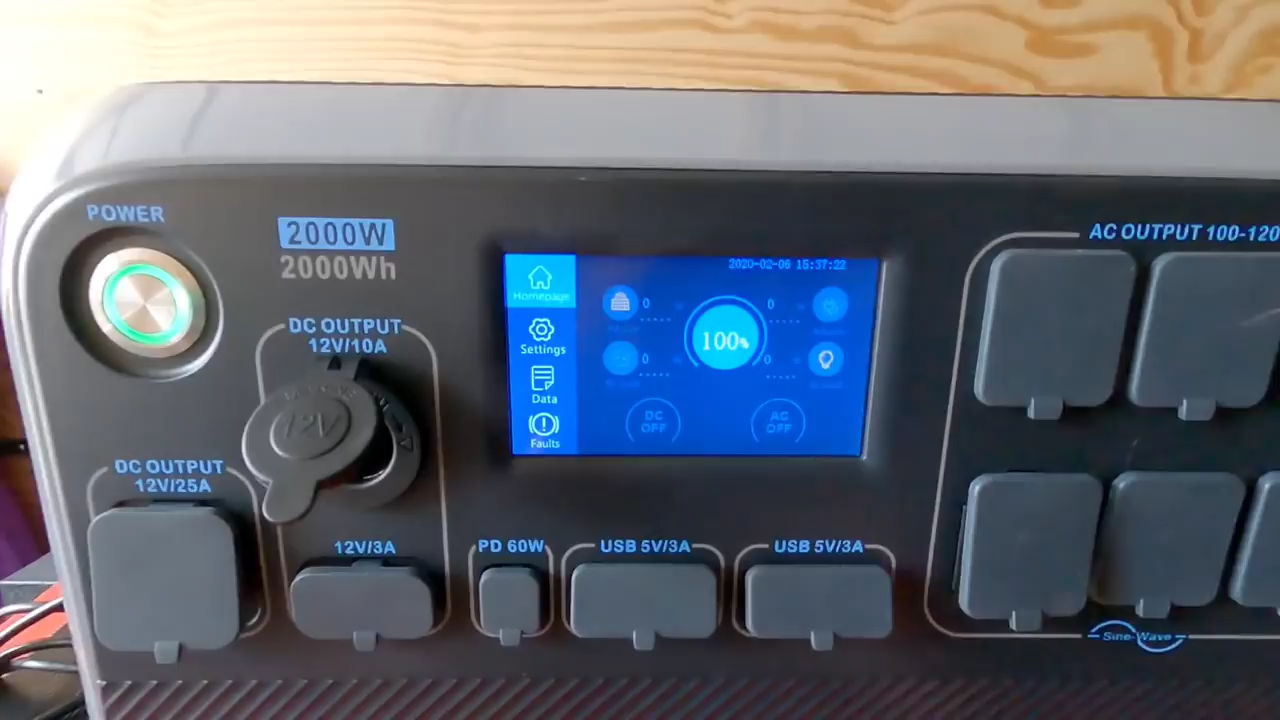 POWER
2000W
2000Wh
DC OUTPUT
12V/10A
12V
DC OUTPUT
12V/25A
12V/3A
2020-02-06 15:37:22
Homepage
Settings
Data
Faults
0
0
100%
0
0
DC
OFF
AC
OFF
PD 60W
USB 5V/3A
USB 5V/3A
AC OUTPUT 100-120
Sine-Wave